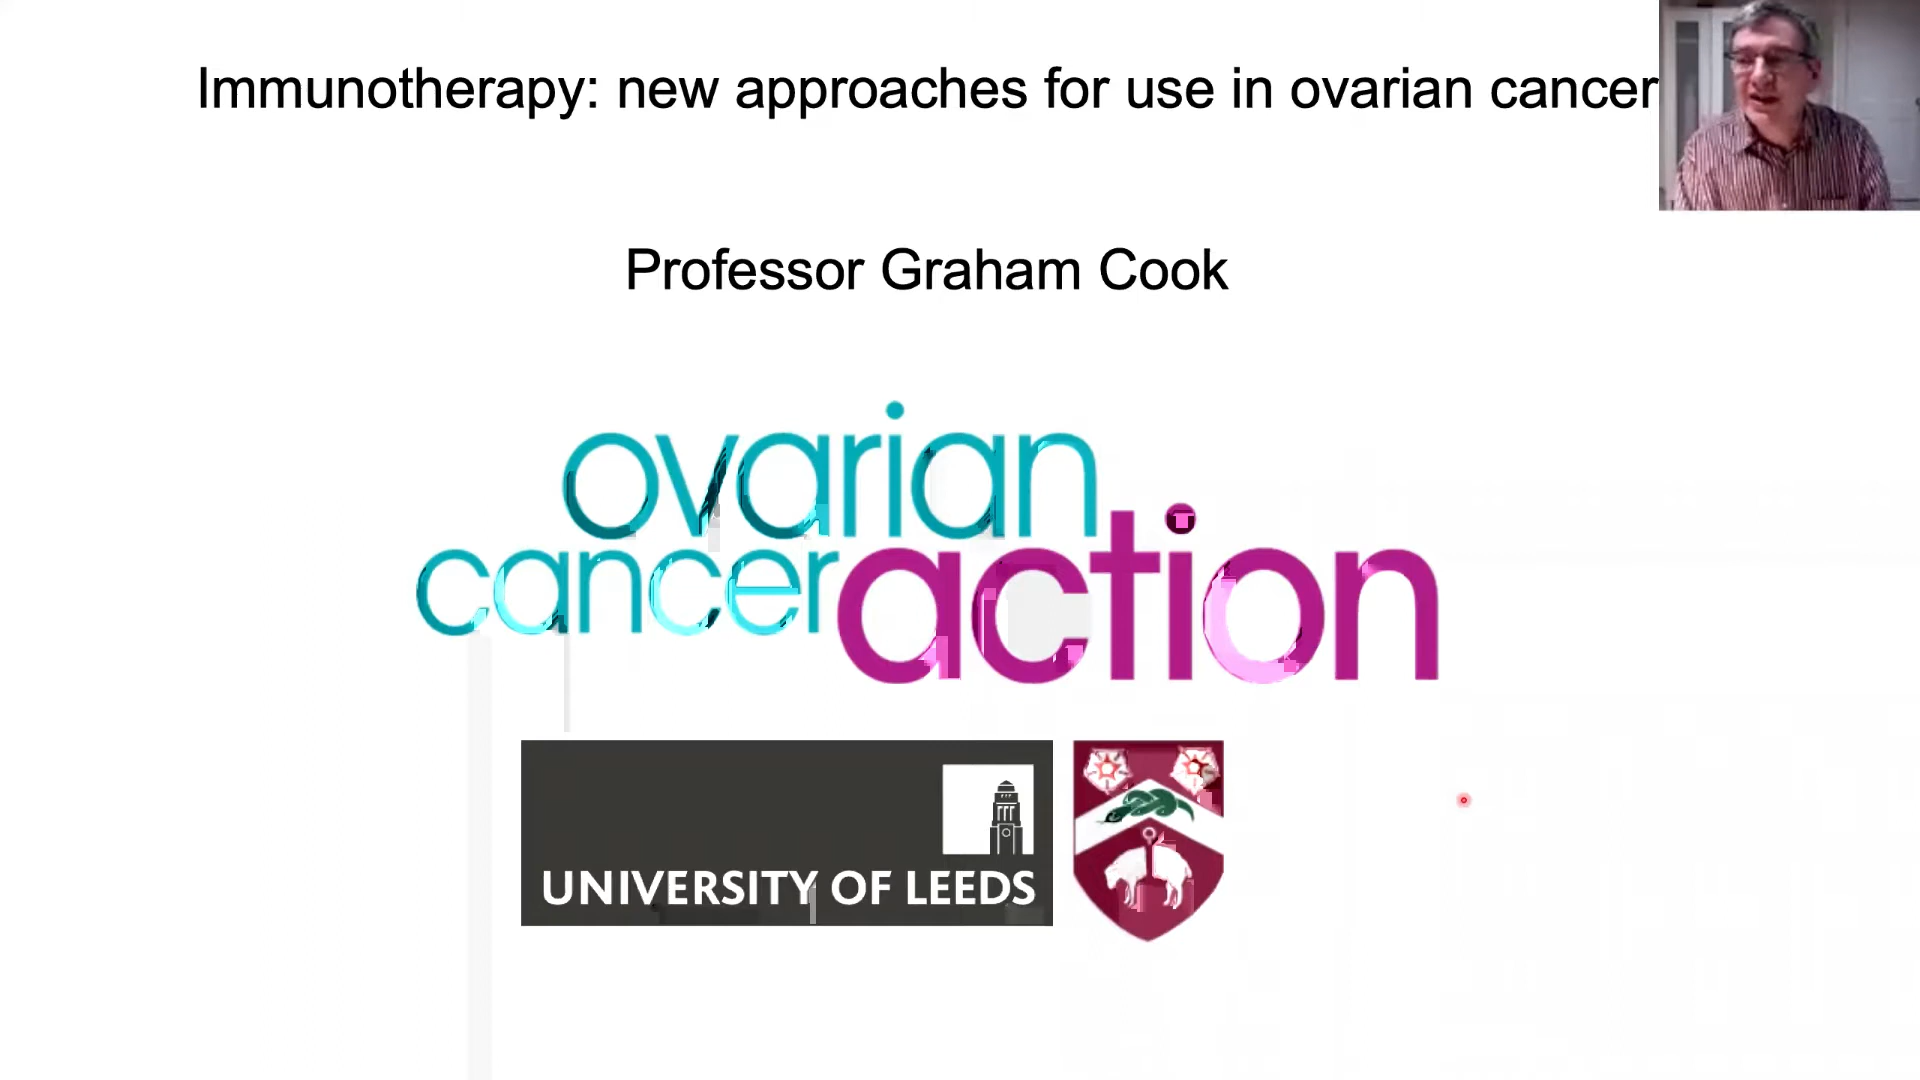 Immunotherapy: new approaches for use in ovarian cancer
Professor Graham Cook
ovarian
cancer action
UNIVERSITY OF LEEDS